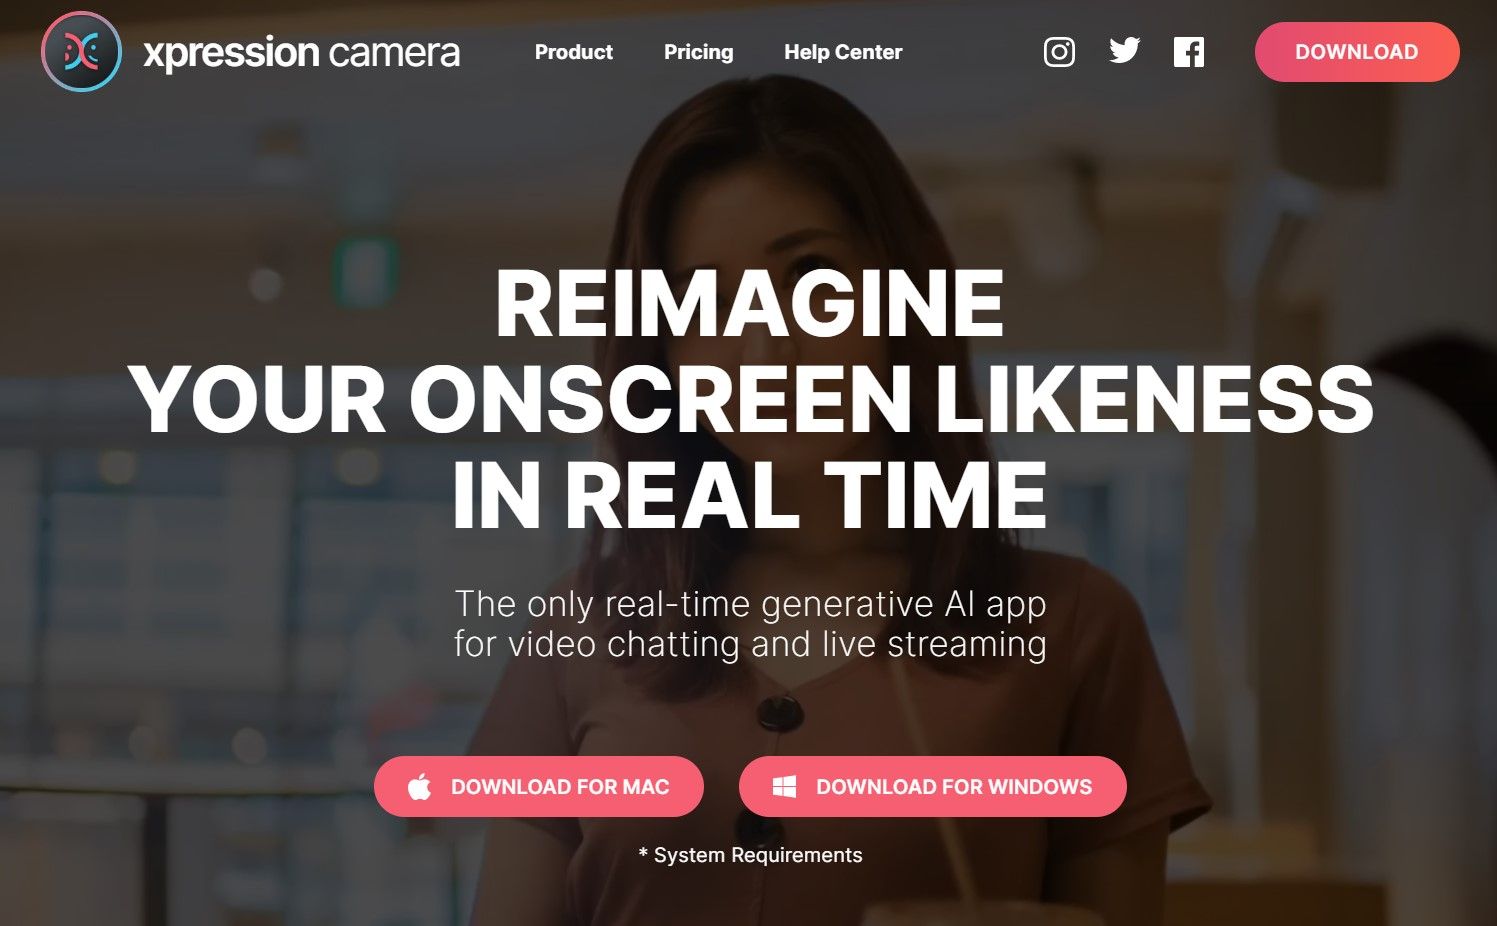 xpression camera
Product
Pricing
Help Center
DOWNLOAD
REIMAGINE
YOUR ONSCREEN LIKENESS
IN REAL TIME
The only real-time generative AI app
for video chatting and live streaming
DOWNLOAD FOR MAC
DOWNLOAD FOR WINDOWS
* System Requirements